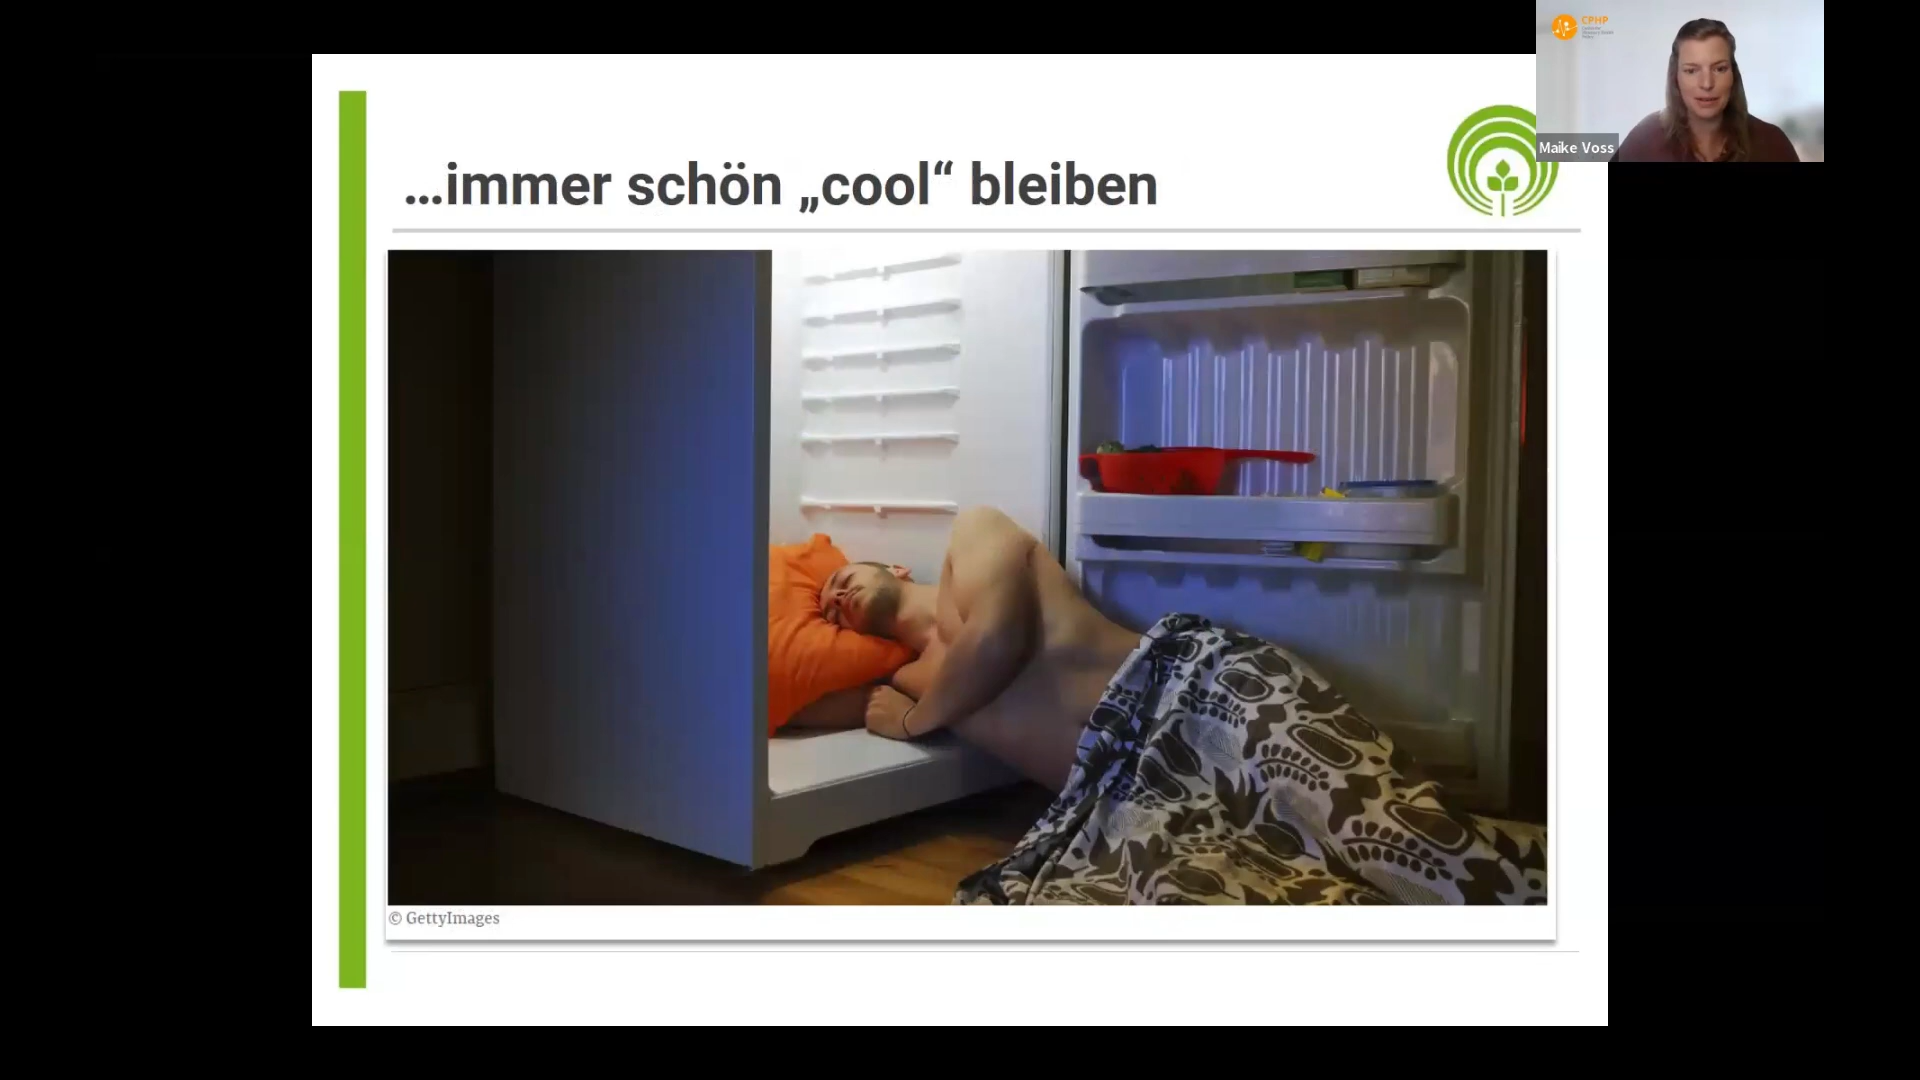 CPHP
Maike Voss
…immer schön „cool“ bleiben
© GettyImages